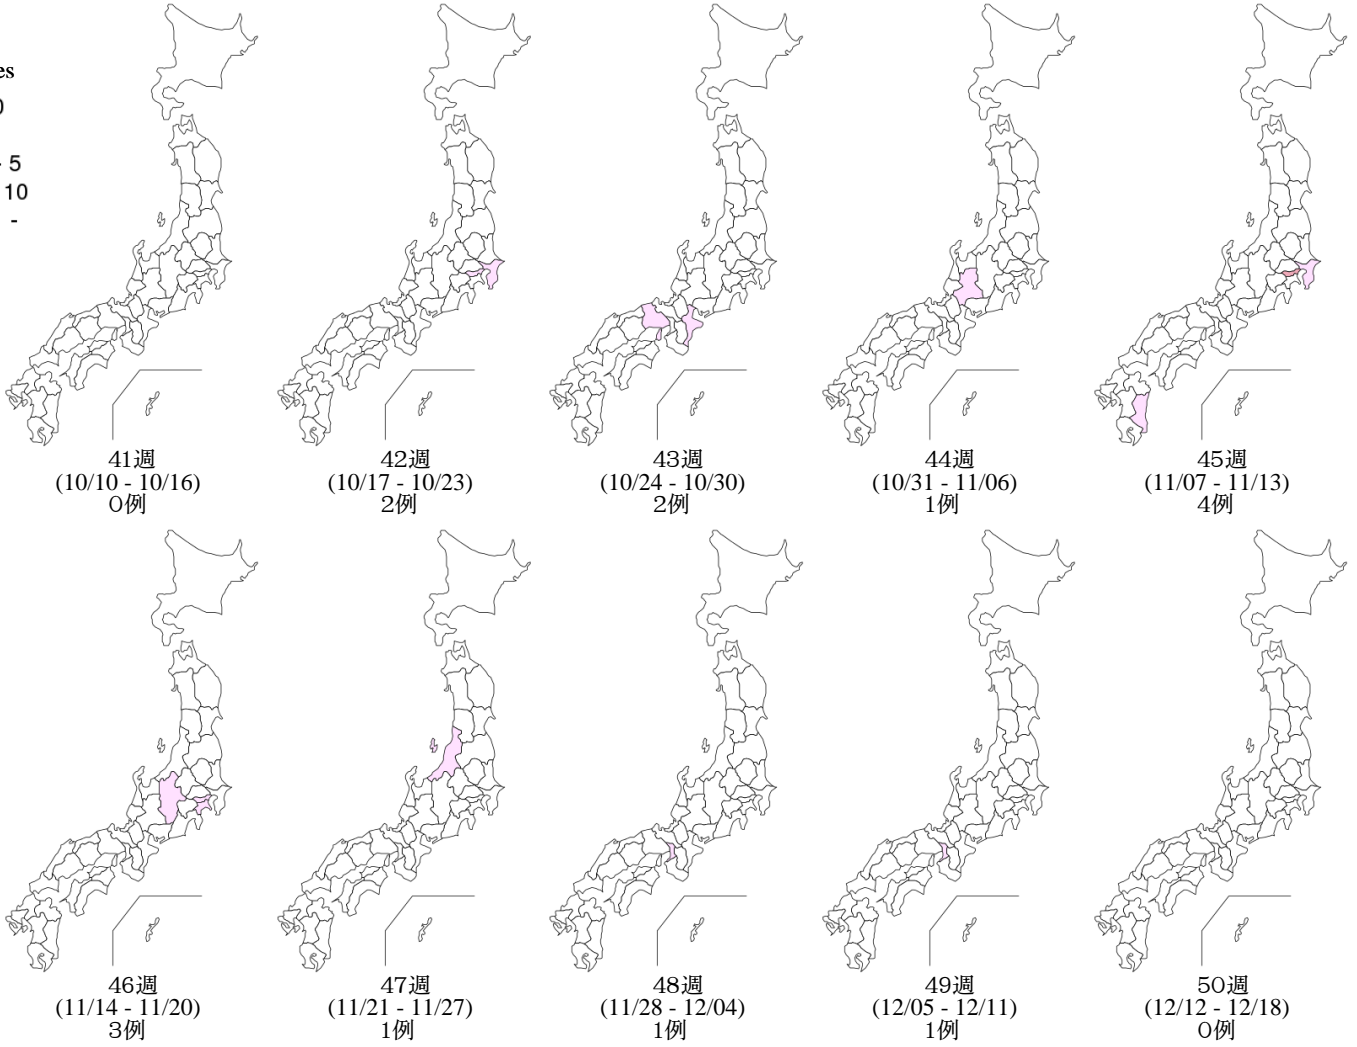 es
0
- 5
10
-
41週
(10/10 - 10/16)
0例
42週
(10/17 - 10/23)
2例
43週
(10/24 - 10/30)
2例
44週
(10/31 - 11/06)
1例
45週
(11/07 - 11/13)
4例
46週
(11/14 - 11/20)
3例
47週
(11/21 - 11/27)
1例
48週
(11/28 - 12/04)
1例
49週
(12/05 - 12/11)
1例
50週
(12/12 - 12/18)
0例